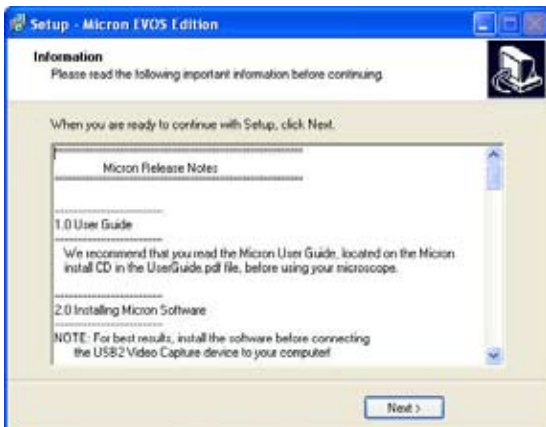 Setup - Micron EVOS Edition
Information
Please read the following important information before continuing.
When you are ready to continue with Setup, click Next.
Micron Release Notes
1.0 User Guide
We recommend that you read the Micron User Guide, located on the Micron
install CD in the UserGuide.pdf file, before using your microscope.
2.0 Installing Micron Software
NOTE: For best results, install the software before connecting
the USB2 Video Capture device to your computer!
Next >